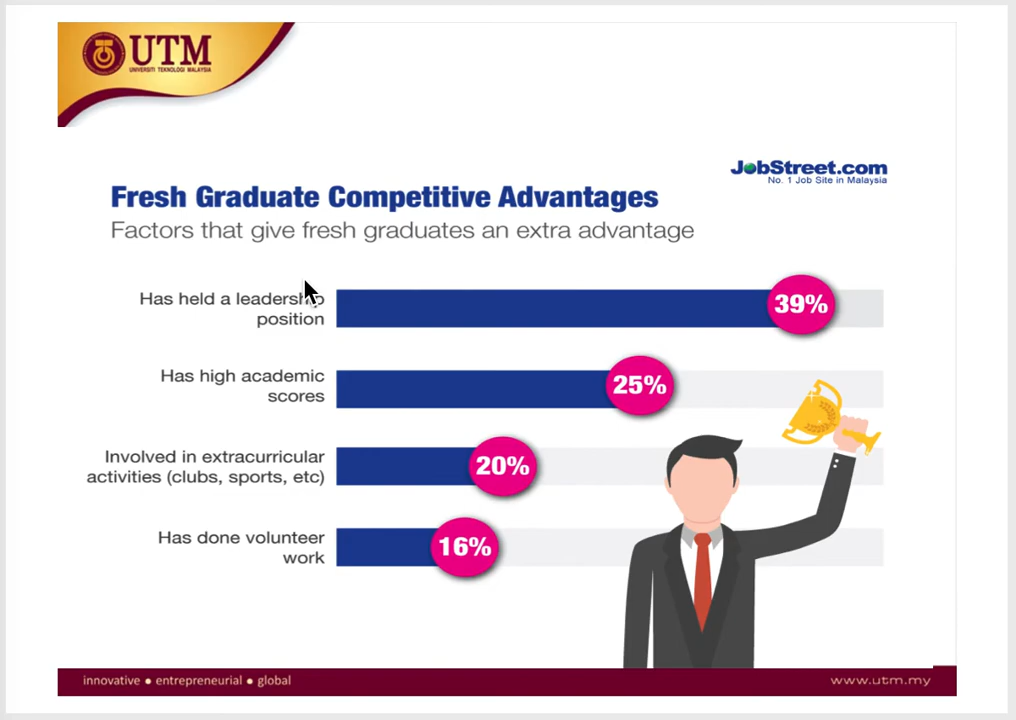 UTM
UNIVERSITI TEKNOLOGI MALAYSIA
JobStreet.com
No. 1 Job Site in Malaysia
Fresh Graduate Competitive Advantages
Factors that give fresh graduates an extra advantage
Has held a leadership
position
39%
Has high academic
scores
25%
Involved in extracurricular
activities (clubs, sports, etc)
20%
Has done volunteer
work
16%
innovative ● entrepreneurial ● global
www.utm.my